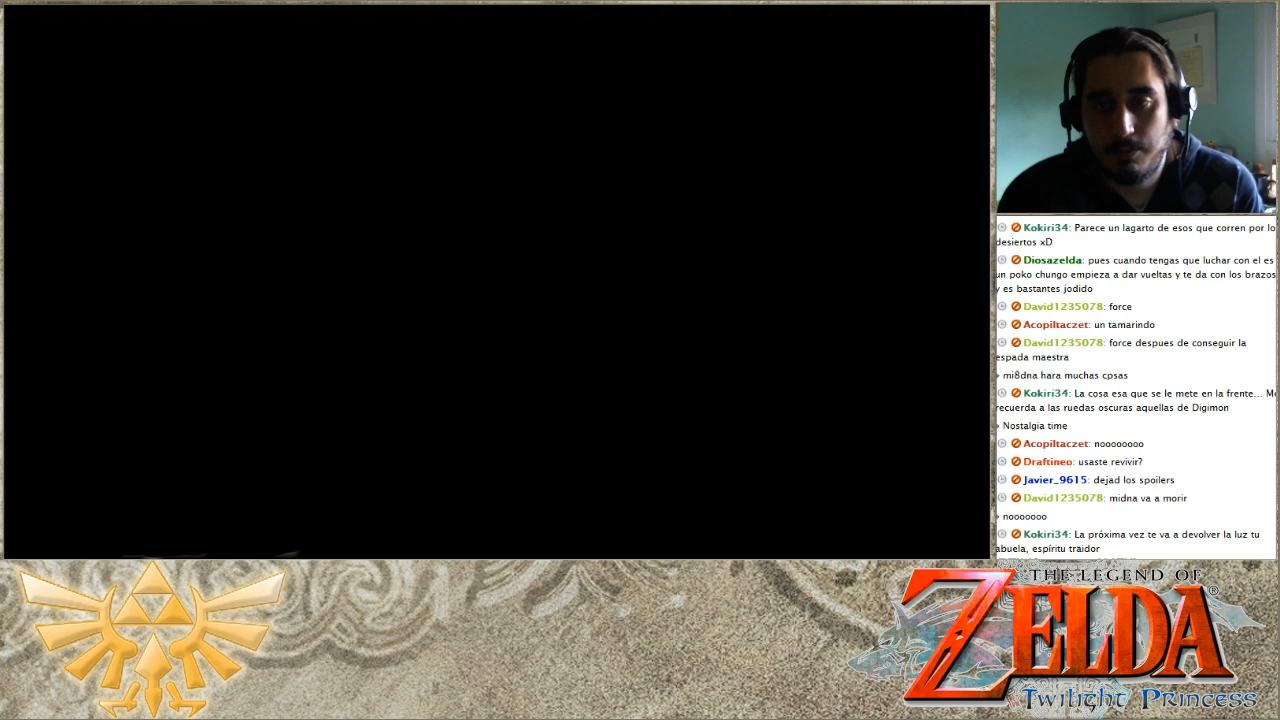 Kokiri34: Parece un lagarto de esos que corren por lo
desiertos xD
Diosazelda: pues cuando tengas que luchar con el es
un poko chungo empieza a dar vueltas y te da con los brazos
y es bastantes jodido
David1235078: force
Acopiltaczet: un tamarindo
David1235078: force despues de conseguir la
espada maestra
› mi8dna hara muchas cpsas
Kokiri34: La cosa esa que se le mete en la frente... Me
recuerda a las ruedas oscuras aquellas de Digimon
› Nostalgia time
Acopiltaczet: noooooooo
Draftineo: usaste revivir?
Javier_9615: dejad los spoilers
David1235078: midna va a morir
› nooooooo
Kokiri34: La próxima vez te va a devolver la luz tu
abuela, espíritu traidor
THE LEGEND OF
ZELDA®
Twilight Princess